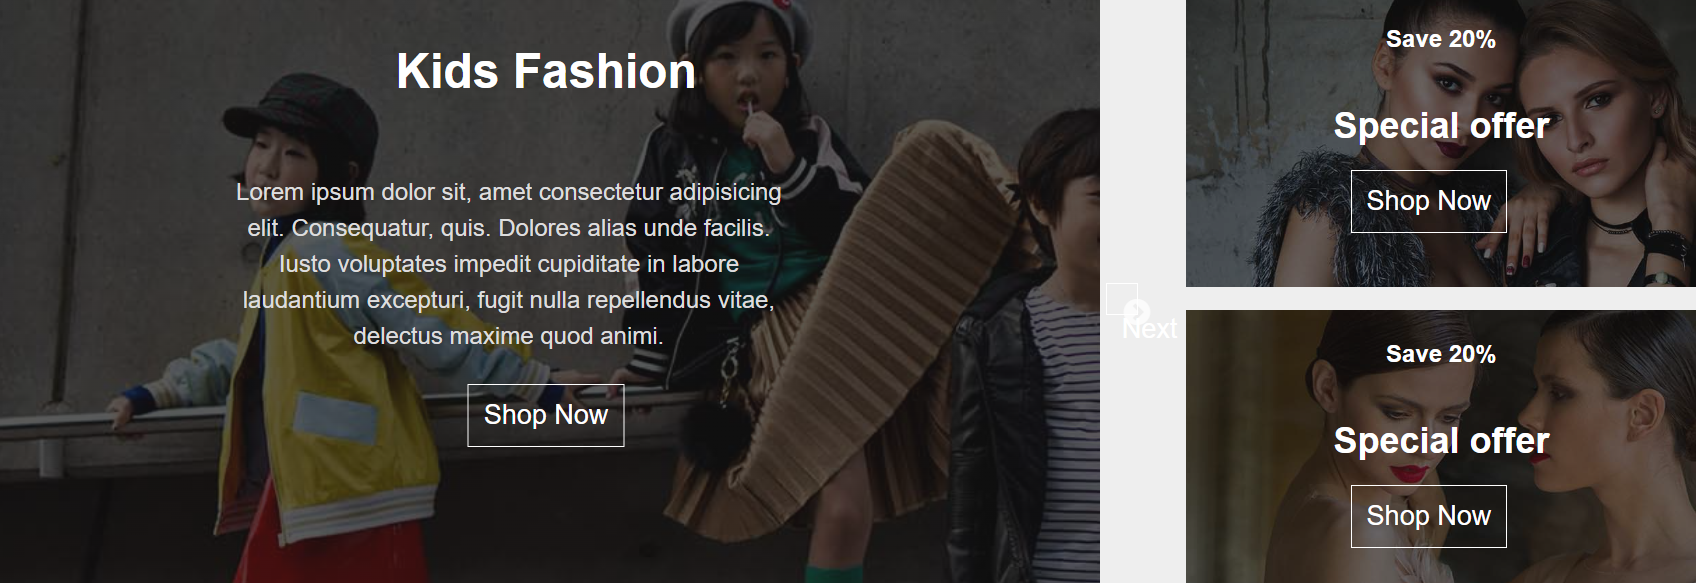 Kids Fashion
Lorem ipsum dolor sit, amet consectetur adipisicing
elit. Consequatur, quis. Dolores alias unde facilis.
Iusto voluptates impedit cupiditate in labore
laudantium excepturi, fugit nulla repellendus vitae,
delectus maxime quod animi.
Shop Now
Next
Save 20%
Special offer
Shop Now
Save 20%
Special offer
Shop Now